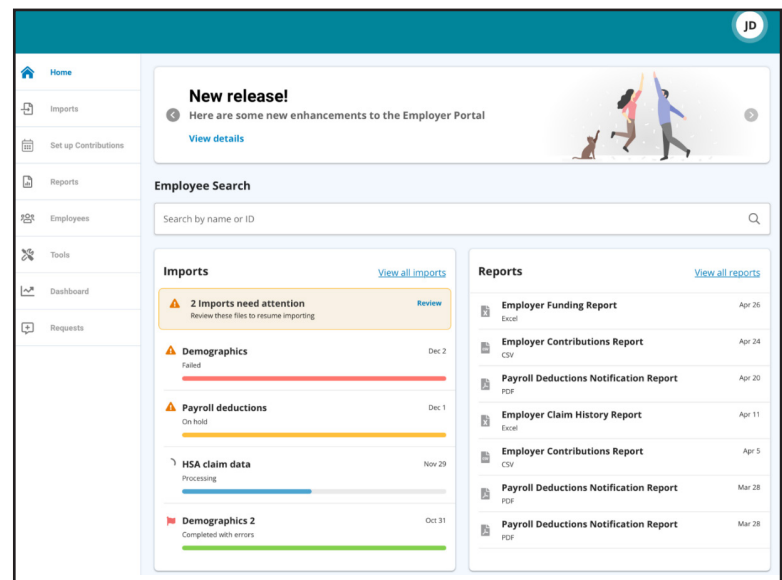 JD
Home
Imports
Set up Contributions
Reports
Employees
Tools
Dashboard
Requests
New release!
Here are some new enhancements to the Employer Portal
View details
Employee Search
Search by name or ID
Imports
View all imports
2 Imports need attention
Review
Review these files to resume importing
Demographics
Dec 2
Failed
Payroll deductions
Dec 1
On hold
HSA claim data
Nov 29
Processing
Demographics 2
Oct 31
Completed with errors
Reports
View all reports
Employer Funding Report
Apr 26
Excel
Employer Contributions Report
Apr 24
CSV
Payroll Deductions Notification Report
Apr 20
PDF
Employer Claim History Report
Apr 11
Excel
Employer Contributions Report
Apr 5
CSV
Payroll Deductions Notification Report
Mar 28
PDF
Payroll Deductions Notification Report
Mar 28
PDF